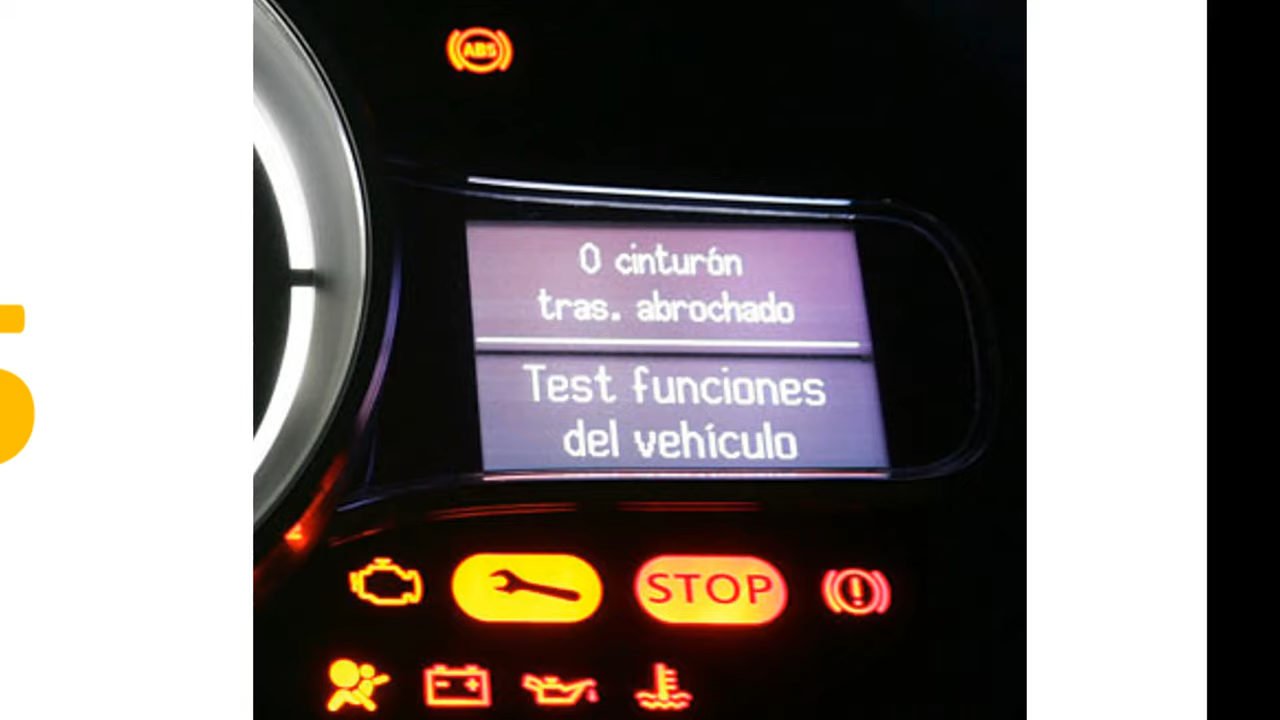 ABS
0 cinturón
tras. abrochado
Test funciones
del vehículo
STOP